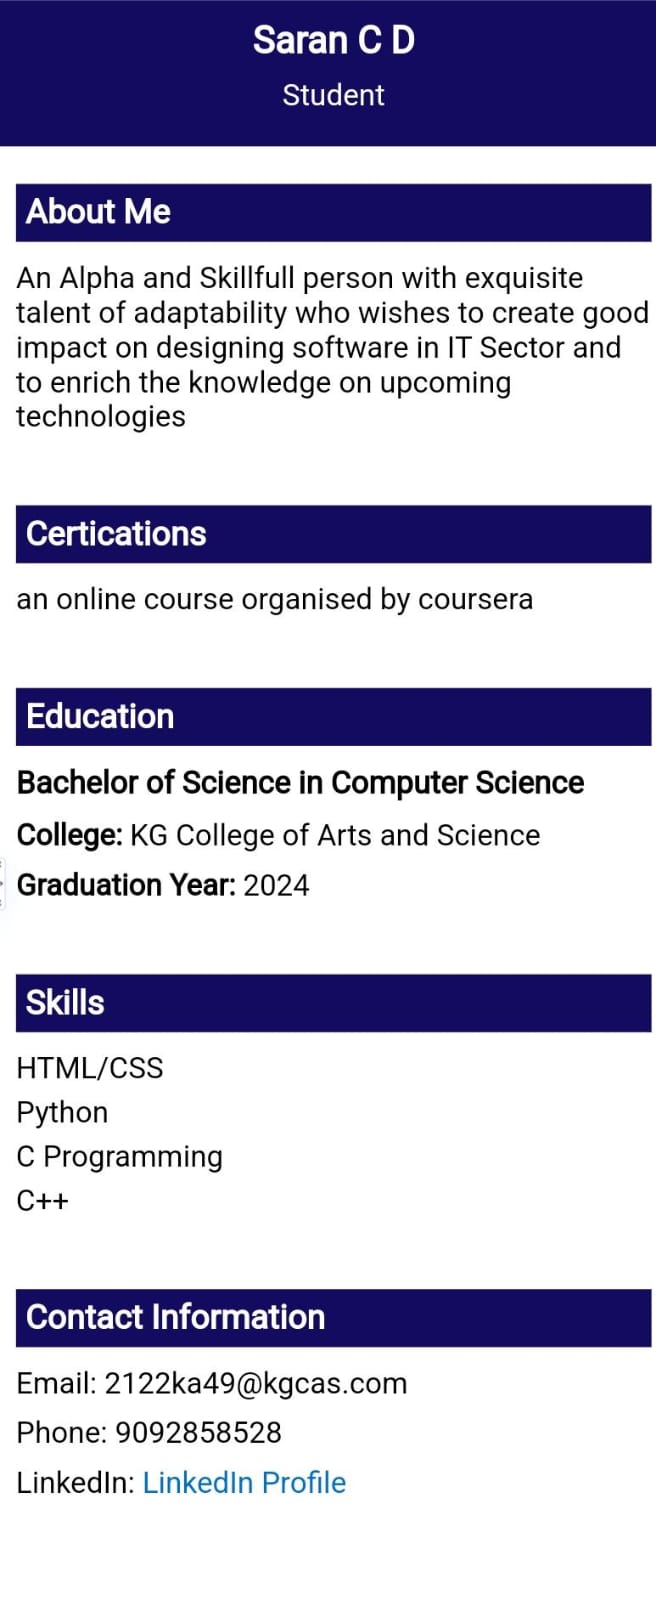 Saran C D
Student
About Me
An Alpha and Skillfull person with exquisite
talent of adaptability who wishes to create good
impact on designing software in IT Sector and
to enrich the knowledge on upcoming
technologies
Certications
an online course organised by coursera
Education
Bachelor of Science in Computer Science
College: KG College of Arts and Science
Graduation Year: 2024
Skills
HTML/CSS
Python
C Programming
C++
Contact Information
Email: 2122ka49@kgcas.com
Phone: 9092858528
LinkedIn: LinkedIn Profile